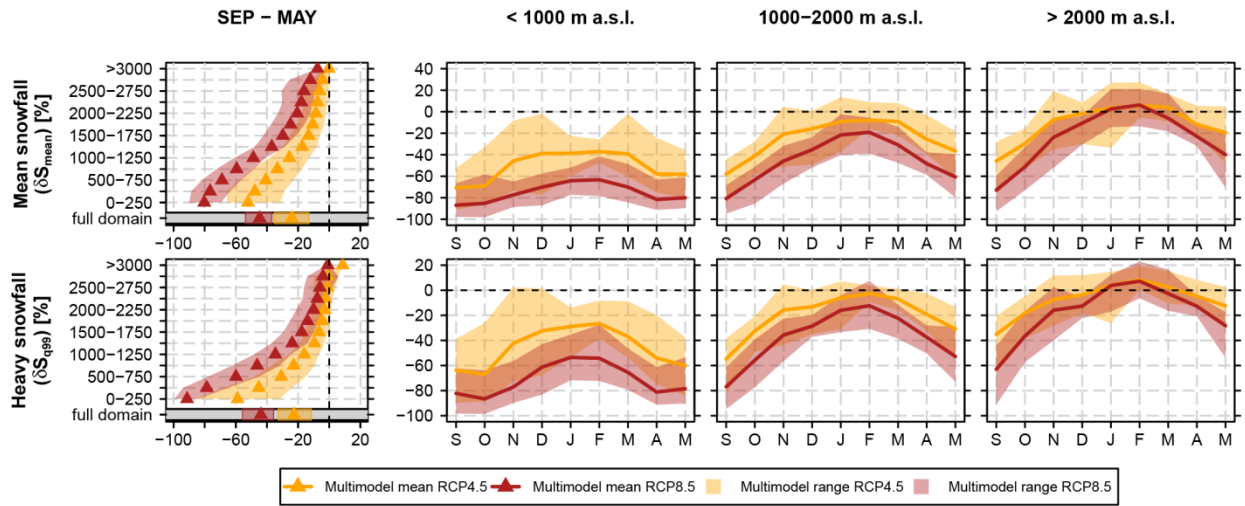 SEP − MAY
< 1000 m a.s.l.
1000−2000 m a.s.l.
> 2000 m a.s.l.
Mean snowfall
(δS_mean) [%]
>3000
2500−2750
2000−2250
1500−1750
1000−1250
500−750
0−250
full domain
−100 −60 −20 20
40
20
0
−20
−40
−60
−80
−100
S O N D J F M A M
S O N D J F M A M
S O N D J F M A M
Heavy snowfall
(δS_q99) [%]
>3000
2500−2750
2000−2250
1500−1750
1000−1250
500−750
0−250
full domain
−100 −60 −20 20
20
0
−20
−40
−60
−80
−100
S O N D J F M A M
S O N D J F M A M
S O N D J F M A M
Multimodel mean RCP4.5 Multimodel mean RCP8.5 Multimodel range RCP4.5 Multimodel range RCP8.5